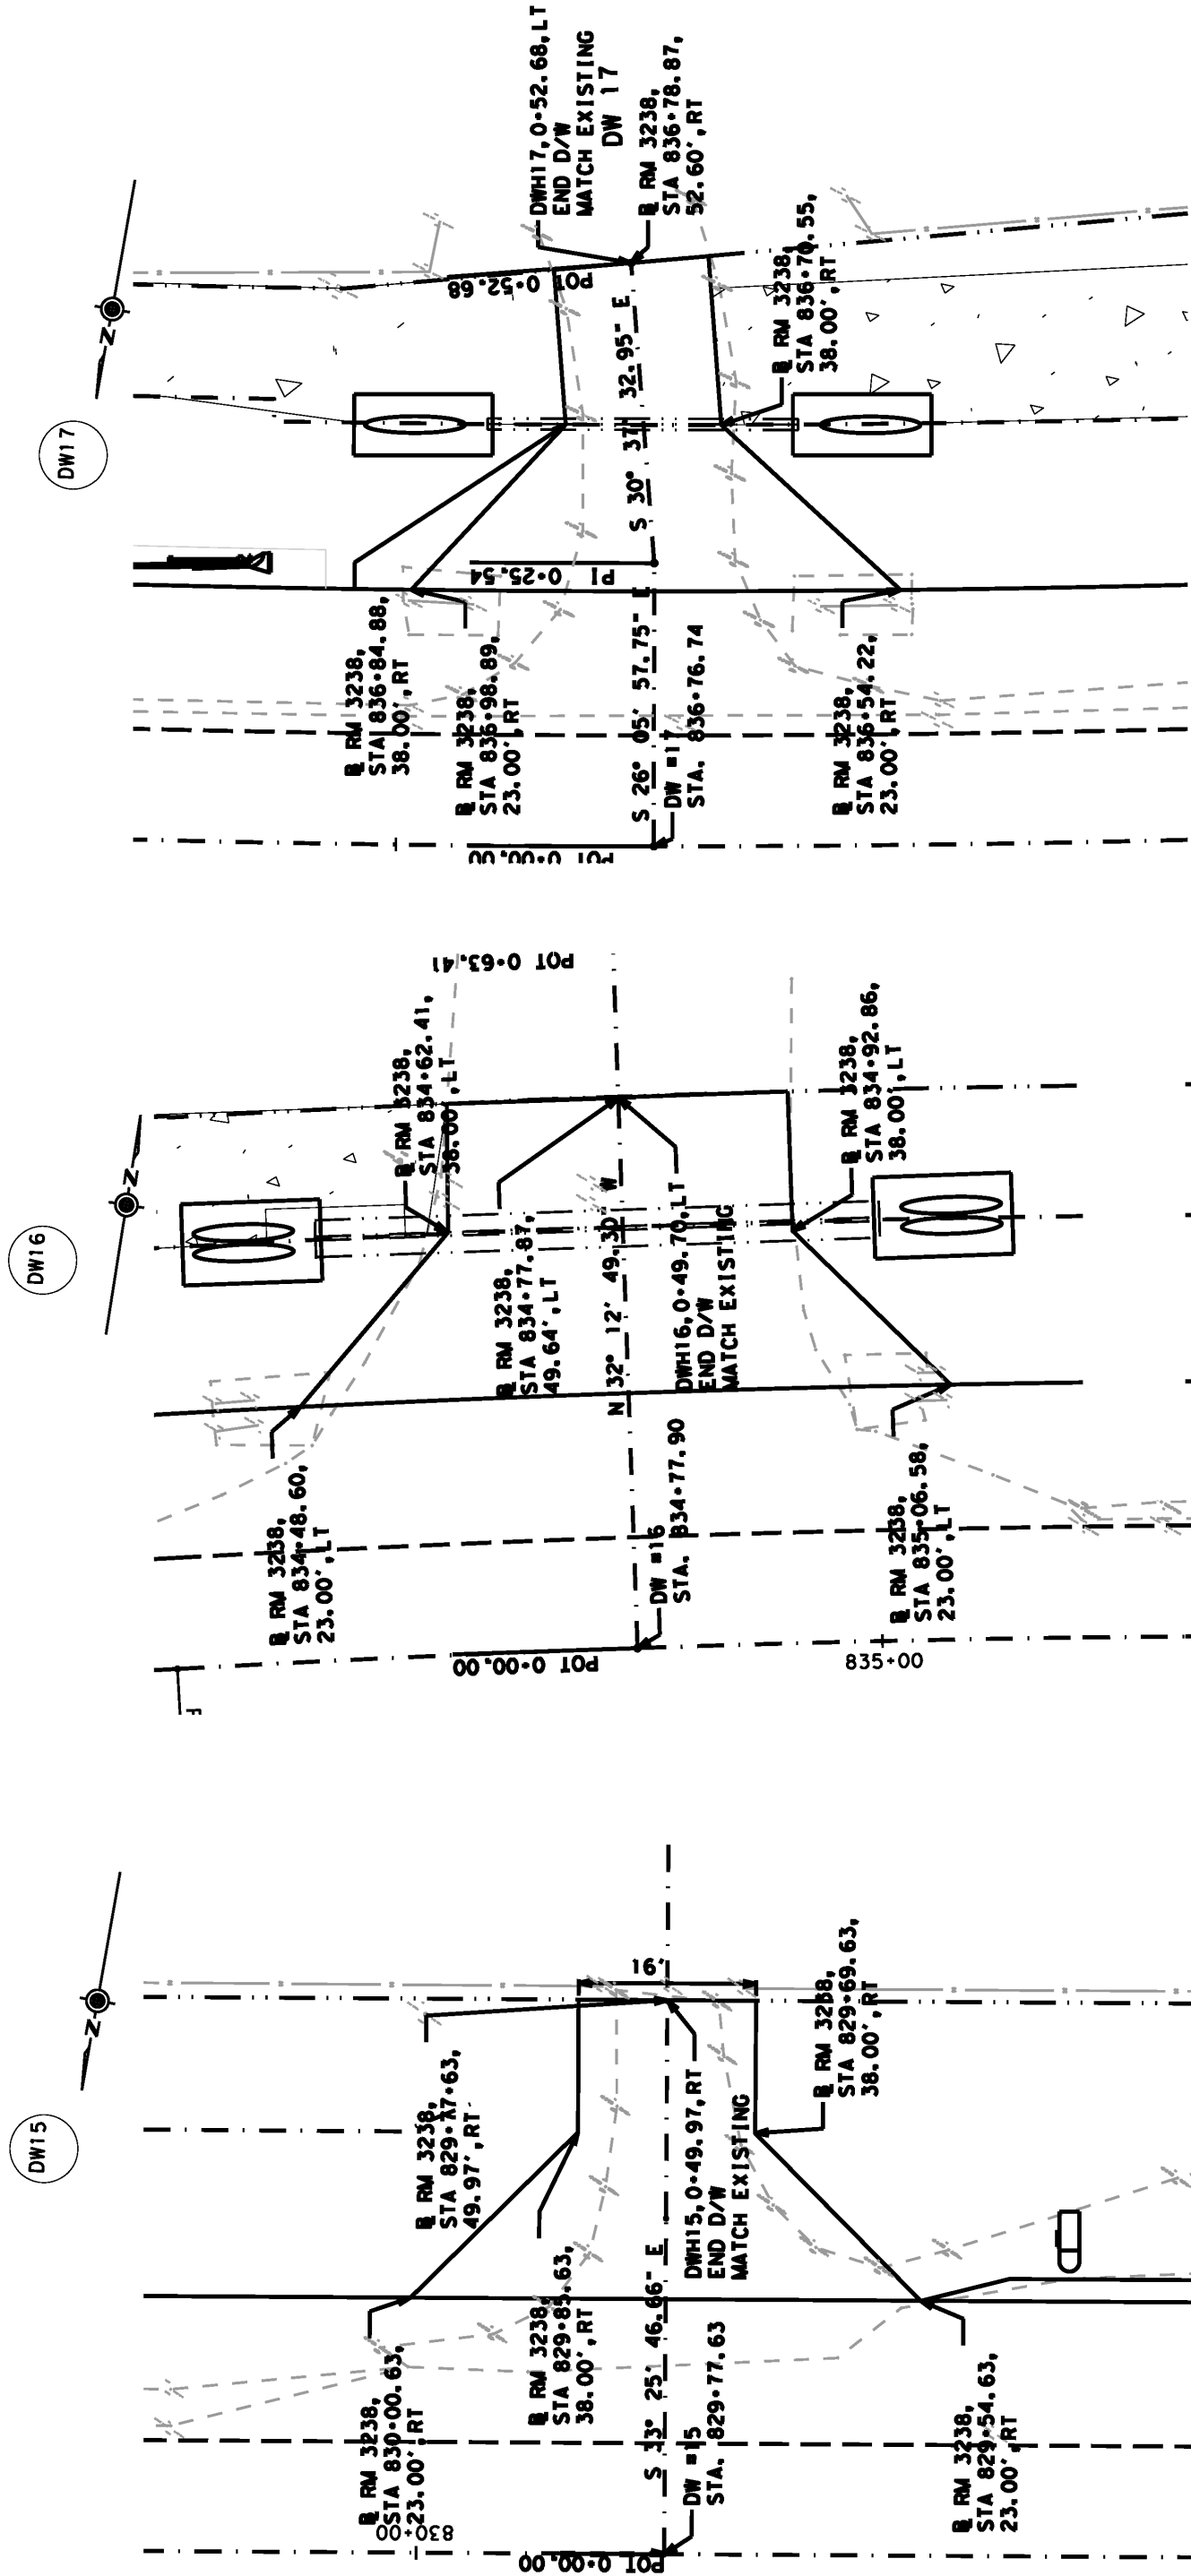 DW17
N
DWH17, 0+52.68, LT
END D/W
MATCH EXISTING
DW 17
B RM 3238,
STA 836+78.87,
52.60', RT
POT 0+52.68
B RM 3238,
STA 836+70.55,
38.00', RT
S 30° 37' 32.95" E
PI 0+25.54
B RM 3238,
STA 836+84.88,
38.00', RT
B RM 3238,
STA 836+98.89,
23.00', RT
S 26° 05' 57.75" E
DW =17
STA. 836+76.74
B RM 3238,
STA 836+54.22,
23.00', RT
DW16
N
POT 0+63.41
B RM 3238,
STA 834+62.41,
38.00', LT
B RM 3238,
STA 834+92.86,
38.00', LT
B RM 3238,
STA 834+77.87,
49.64', LT
N 32° 12' 49.30" W
DWH16, 0+49.70, LT
END D/W
MATCH EXISTING
B RM 3238,
STA 834+48.60,
23.00', LT
DW =16
STA. 834+77.90
B RM 3238,
STA 835+06.58,
23.00', LT
POT 0+00.00
835+00
DW15
N
16'
B RM 3238,
STA 829+77+63,
49.97', RT
B RM 3238,
STA 829+69.63,
38.00', RT
B RM 3238,
STA 829+85.63,
38.00', RT
DWH15, 0+49.97, RT
END D/W
MATCH EXISTING
S 33° 25' 46.66" E
DW =15
STA. 829+77.63
B RM 3238,
STA 830+00.63,
23.00', RT
B RM 3238,
STA 829+54.63,
23.00', RT
830+00
POT 0+00.00